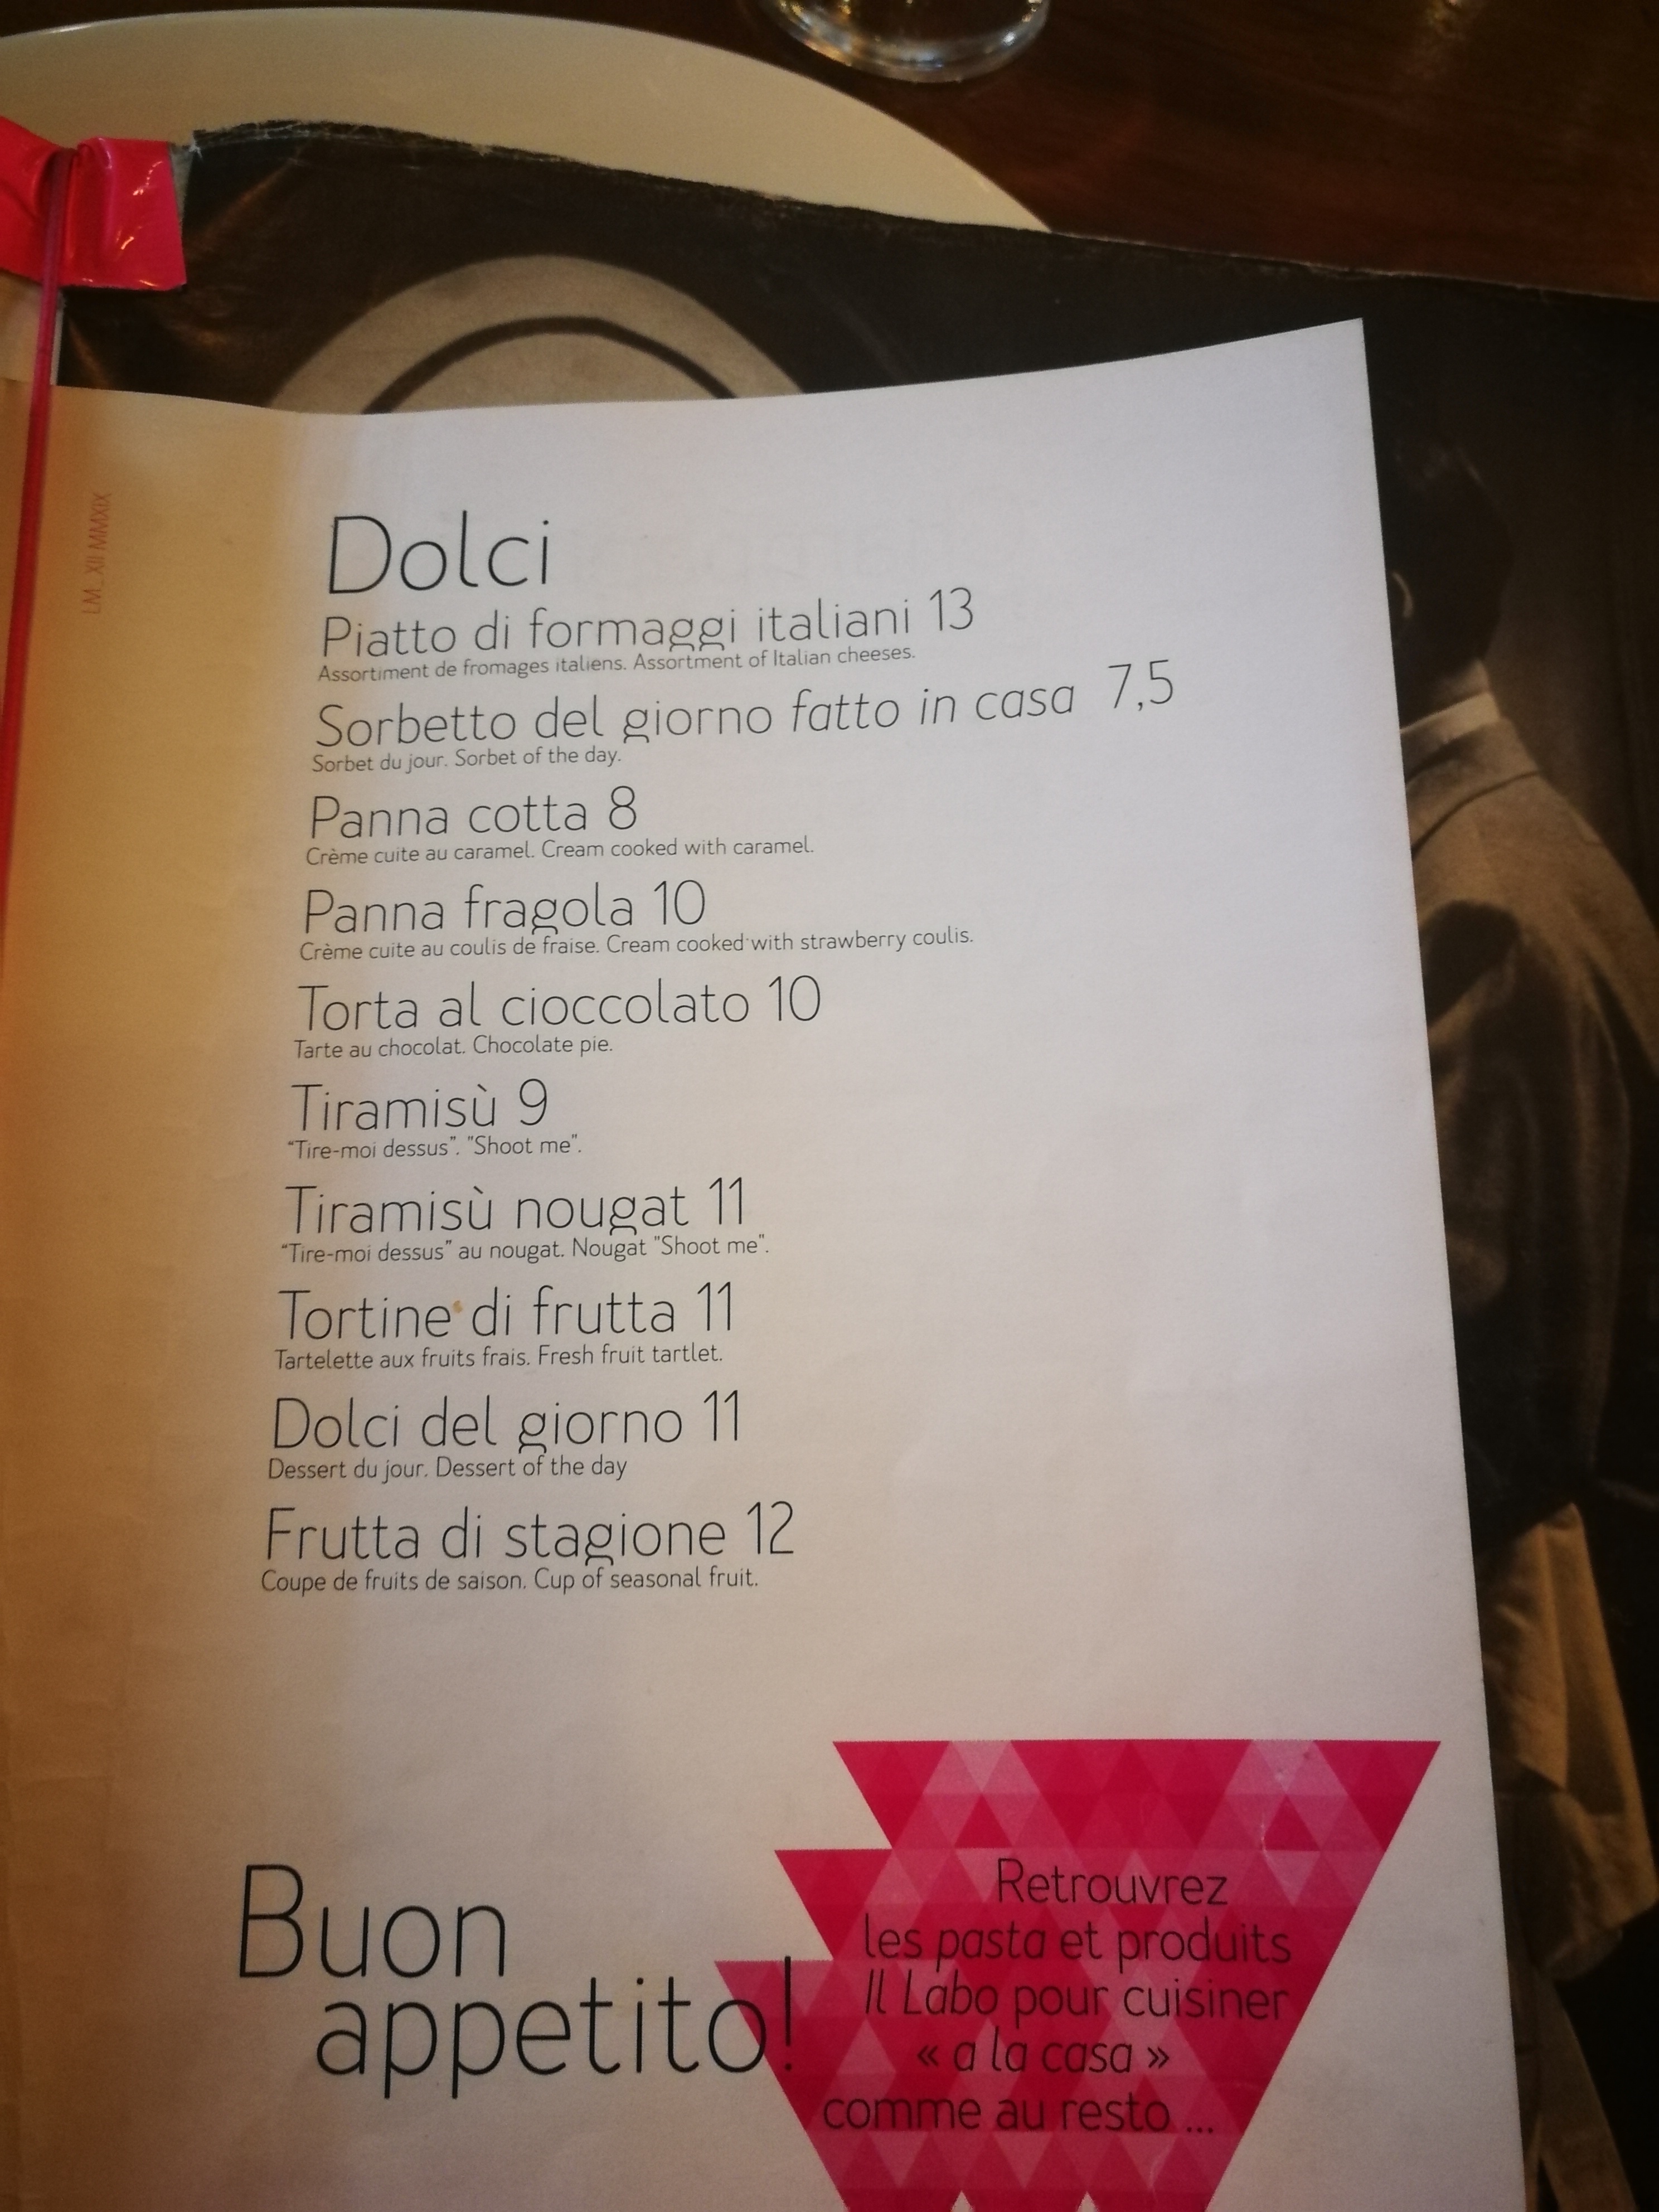 LM_XII MMXIX
Dolci
Piatto di formaggi italiani 13
Assortiment de fromages italiens. Assortment of Italian cheeses.
Sorbetto del giorno fatto in casa 7,5
Sorbet du jour. Sorbet of the day.
Panna cotta 8
Crème cuite au caramel. Cream cooked with caramel.
Panna fragola 10
Crème cuite au coulis de fraise. Cream cooked with strawberry coulis.
Torta al cioccolato 10
Tarte au chocolat. Chocolate pie.
Tiramisù 9
"Tire-moi dessus". "Shoot me".
Tiramisù nougat 11
"Tire-moi dessus" au nougat. Nougat "Shoot me".
Tortine di frutta 11
Tartelette aux fruits frais. Fresh fruit tartlet.
Dolci del giorno 11
Dessert du jour. Dessert of the day
Frutta di stagione 12
Coupe de fruits de saison. Cup of seasonal fruit.
Buon
appetito!
Retrouvrez
les pasta et produits
Il Labo pour cuisiner
« a la casa »
comme au resto ...